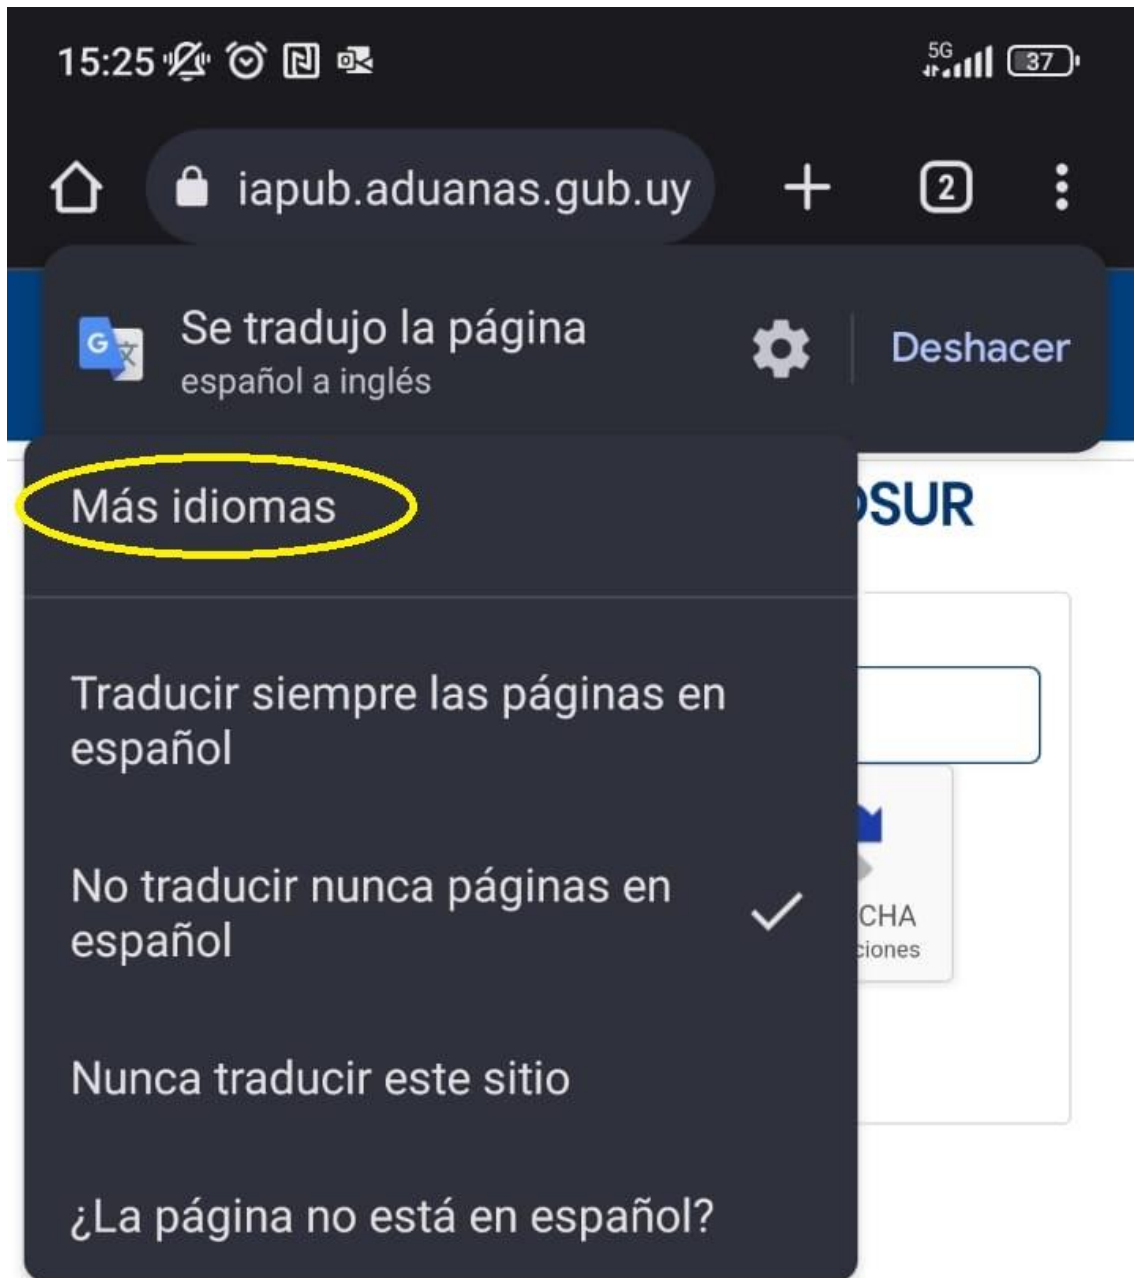 15:25
5G
37
iapub.aduanas.gub.uy
2
Se tradujo la página
español a inglés
Deshacer
Más idiomas
OSUR
Traducir siempre las páginas en
español
No traducir nunca páginas en
español
CHA
ciones
Nunca traducir este sitio
¿La página no está en español?